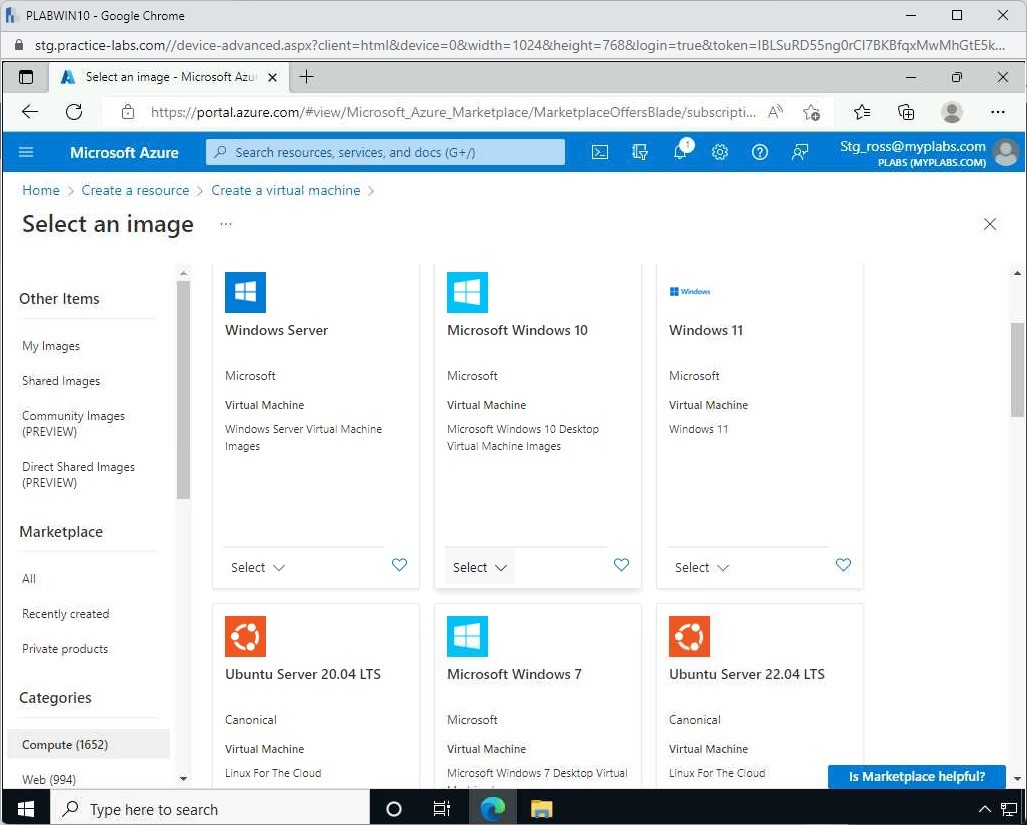 PLABWIN10 - Google Chrome
stg.practice-labs.com//device-advanced.aspx?client=html&device=0&width=1024&height=768&login=true&token=IBLSuRD55ng0rCI7BKBfqxMwMhGtE5k...
Select an image - Microsoft Azu
https://portal.azure.com/#view/Microsoft_Azure_Marketplace/MarketplaceOffersBlade/subscripti...
Microsoft Azure
Search resources, services, and docs (G+/)
1
Stg_ross@myplabs.com
PLABS (MYPLABS.COM)
Home > Create a resource > Create a virtual machine >
Select an image ...
Other Items
My Images
Shared Images
Community Images
(PREVIEW)
Direct Shared Images
(PREVIEW)
Marketplace
All
Recently created
Private products
Categories
Compute (1652)
Web (994)
Windows Server
Microsoft
Virtual Machine
Windows Server Virtual Machine
Images
Select
Microsoft Windows 10
Microsoft
Virtual Machine
Microsoft Windows 10 Desktop
Virtual Machine Images
Select
Windows
Windows 11
Microsoft
Virtual Machine
Windows 11
Select
Ubuntu Server 20.04 LTS
Canonical
Virtual Machine
Linux For The Cloud
Microsoft Windows 7
Microsoft
Virtual Machine
Microsoft Windows 7 Desktop Virtual
Ubuntu Server 22.04 LTS
Canonical
Virtual Machine
Linux For The Cloud
Is Marketplace helpful?
Type here to search